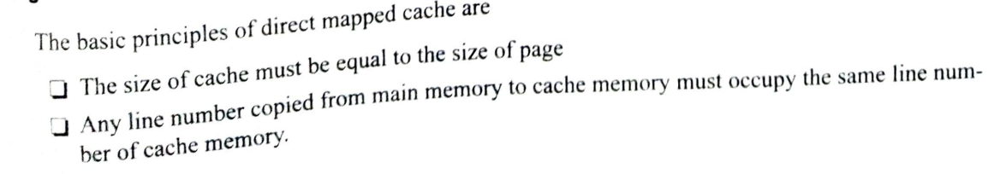 The basic principles of direct mapped cache are
❏ The size of cache must be equal to the size of page
❏ Any line number copied from main memory to cache memory must occupy the same line num-
ber of cache memory.